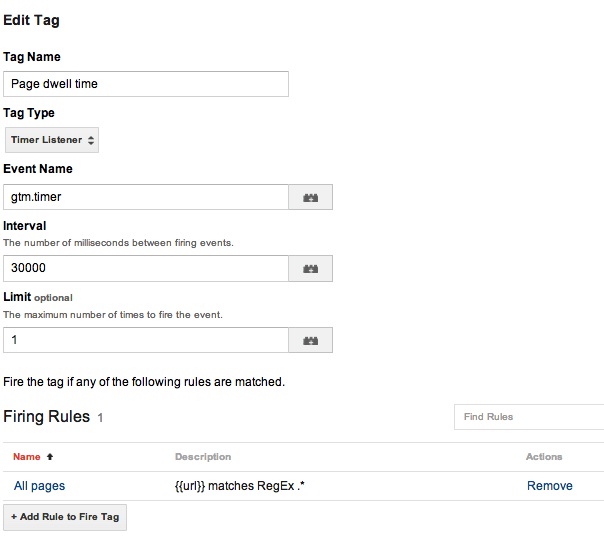 Edit Tag
Tag Name
Page dwell time
Tag Type
Timer Listener
Event Name
gtm.timer
Interval
The number of milliseconds between firing events.
30000
Limit optional
The maximum number of times to fire the event.
1
Fire the tag if any of the following rules are matched.
Firing Rules 1
Find Rules
Name Description Actions
All pages {{url}} matches RegEx .* Remove
+ Add Rule to Fire Tag